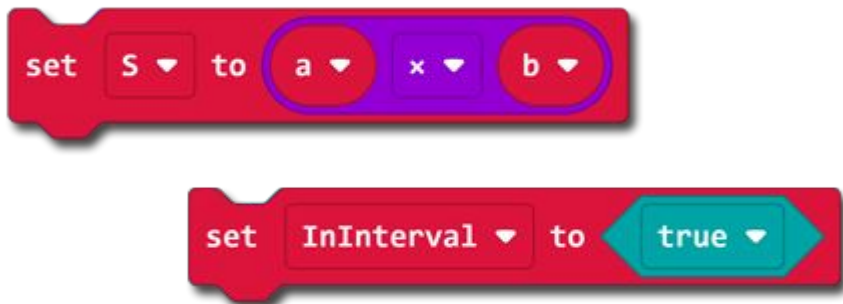 set S to a × b
set InInterval to true